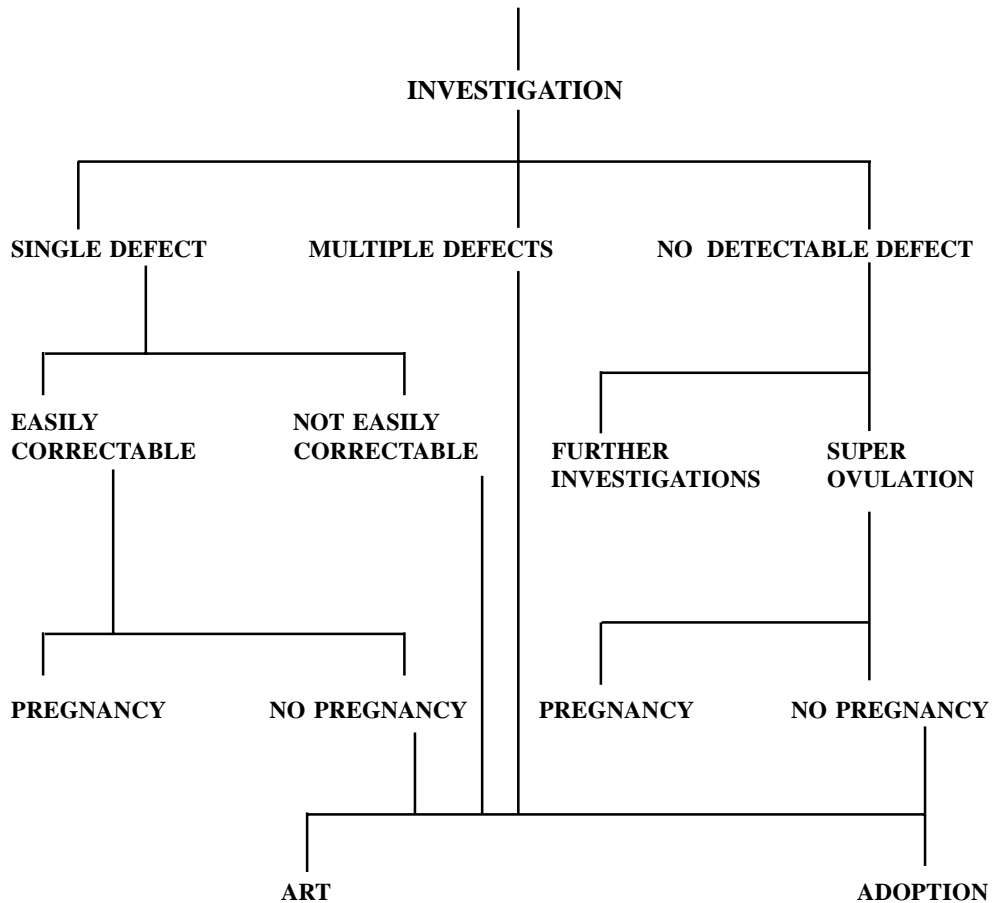 INVESTIGATION
SINGLE DEFECT
MULTIPLE DEFECTS
NO DETECTABLE DEFECT
EASILY
CORRECTABLE
NOT EASILY
CORRECTABLE
FURTHER
INVESTIGATIONS
SUPER
OVULATION
PREGNANCY
NO PREGNANCY
PREGNANCY
NO PREGNANCY
ART
ADOPTION